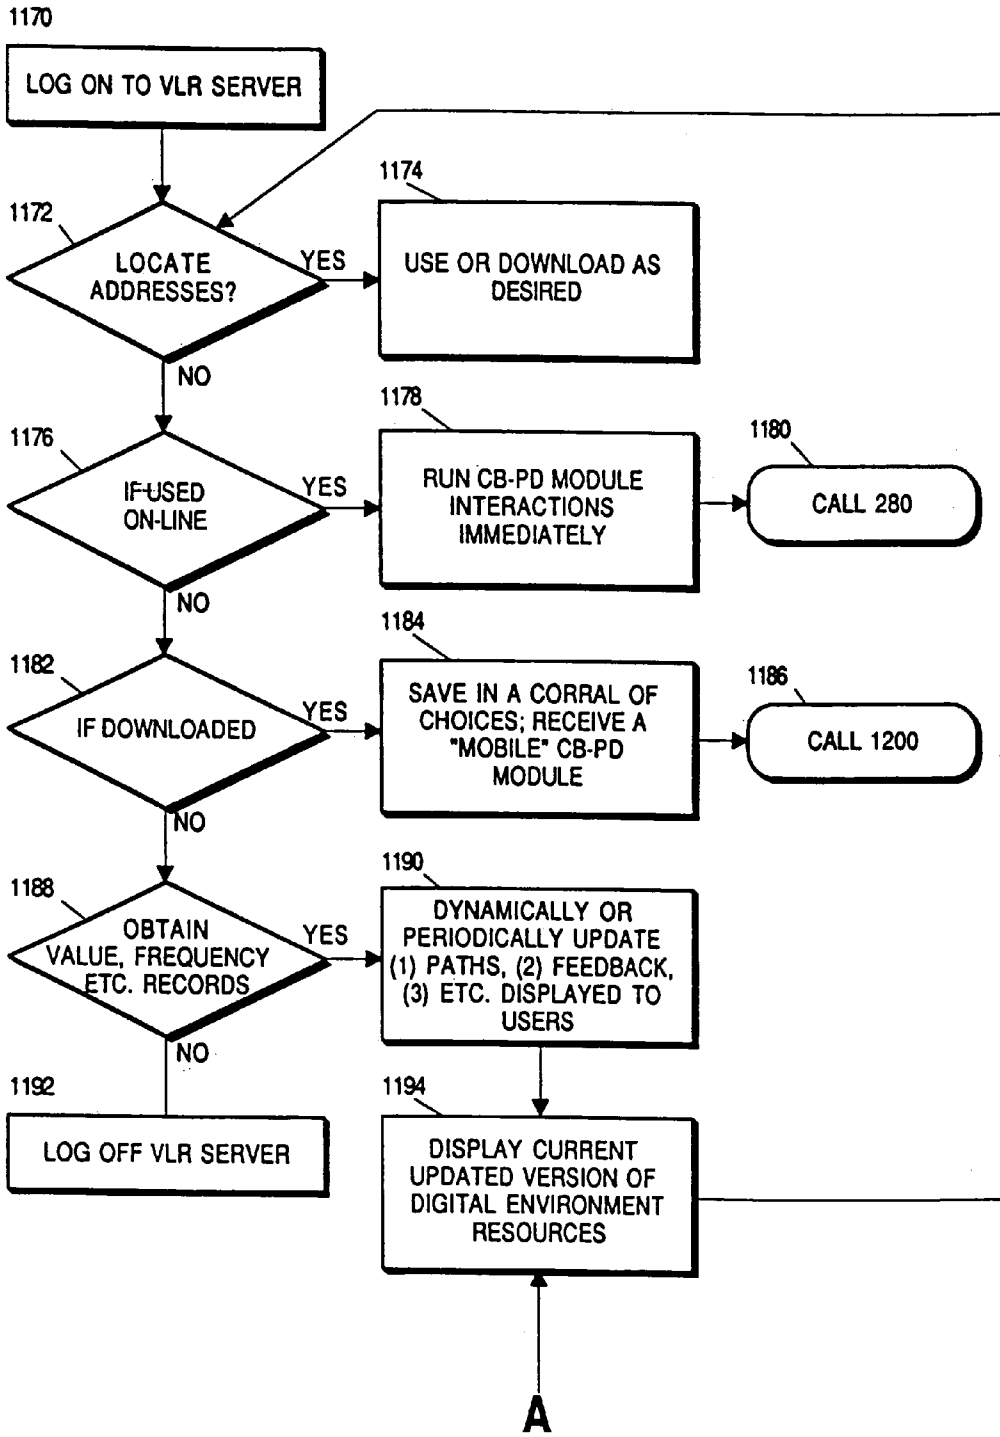 1170
LOG ON TO VLR SERVER
1172
LOCATE
ADDRESSES?
YES
NO
1174
USE OR DOWNLOAD AS
DESIRED
1176
IF USED
ON-LINE
YES
NO
1178
RUN CB-PD MODULE
INTERACTIONS
IMMEDIATELY
1180
CALL 280
1182
IF DOWNLOADED
YES
NO
1184
SAVE IN A CORRAL OF
CHOICES; RECEIVE A
"MOBILE" CB-PD
MODULE
1186
CALL 1200
1188
OBTAIN
VALUE, FREQUENCY
ETC. RECORDS
YES
NO
1190
DYNAMICALLY OR
PERIODICALLY UPDATE
(1) PATHS, (2) FEEDBACK,
(3) ETC. DISPLAYED TO
USERS
1192
LOG OFF VLR SERVER
1194
DISPLAY CURRENT
UPDATED VERSION OF
DIGITAL ENVIRONMENT
RESOURCES
A